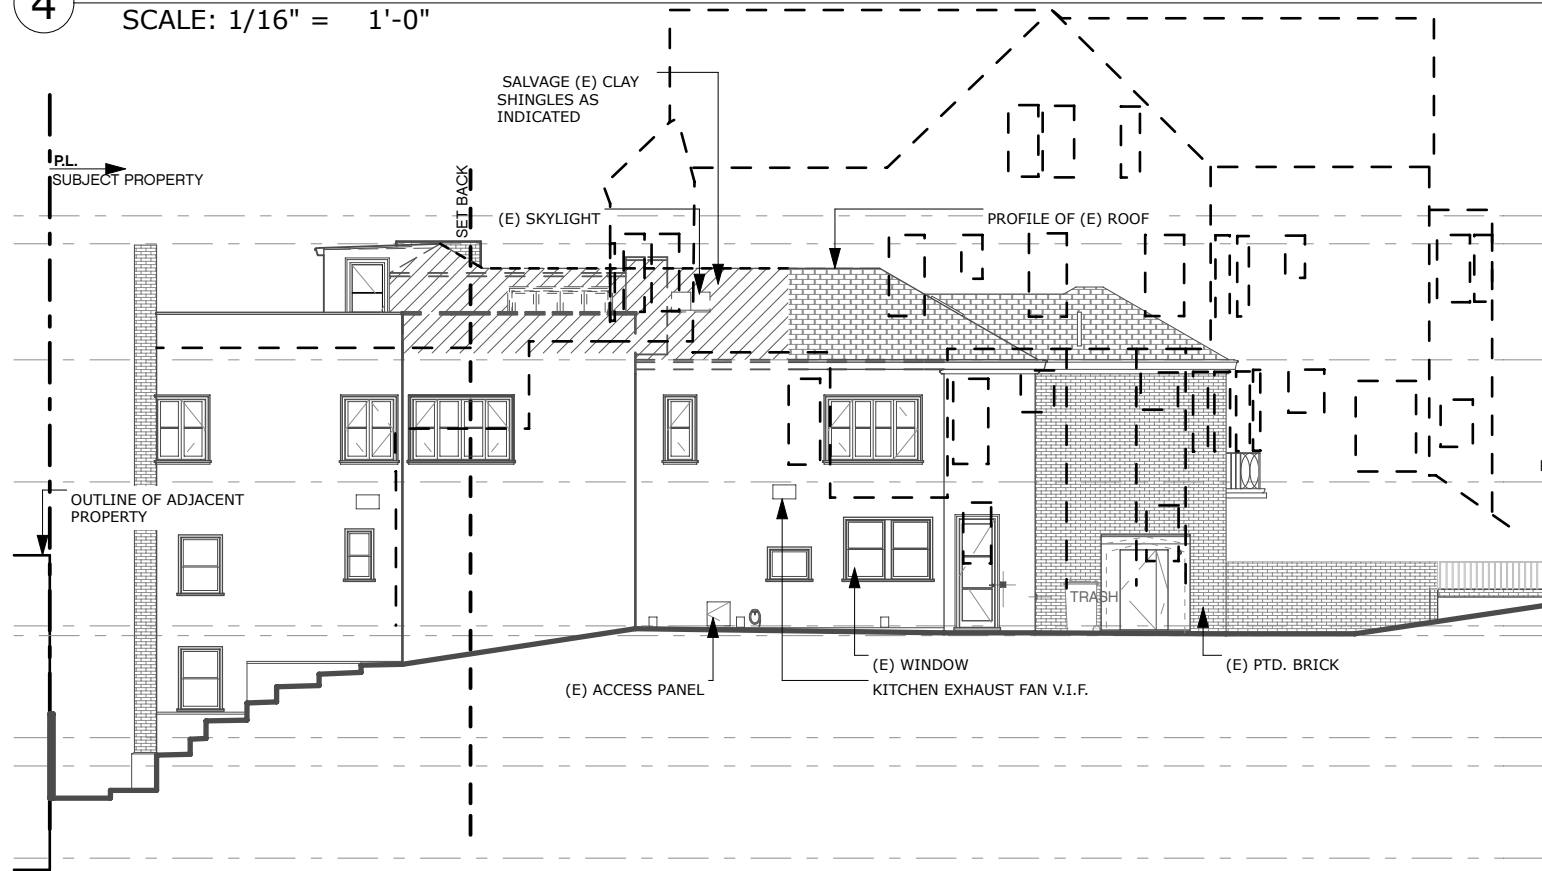 4
SCALE: 1/16" = 1'-0"
SALVAGE (E) CLAY
SHINGLES AS
INDICATED
P.L.
SUBJECT PROPERTY
SET BACK
(E) SKYLIGHT
PROFILE OF (E) ROOF
OUTLINE OF ADJACENT
PROPERTY
TRASH
(E) WINDOW
(E) PTD. BRICK
(E) ACCESS PANEL
KITCHEN EXHAUST FAN V.I.F.